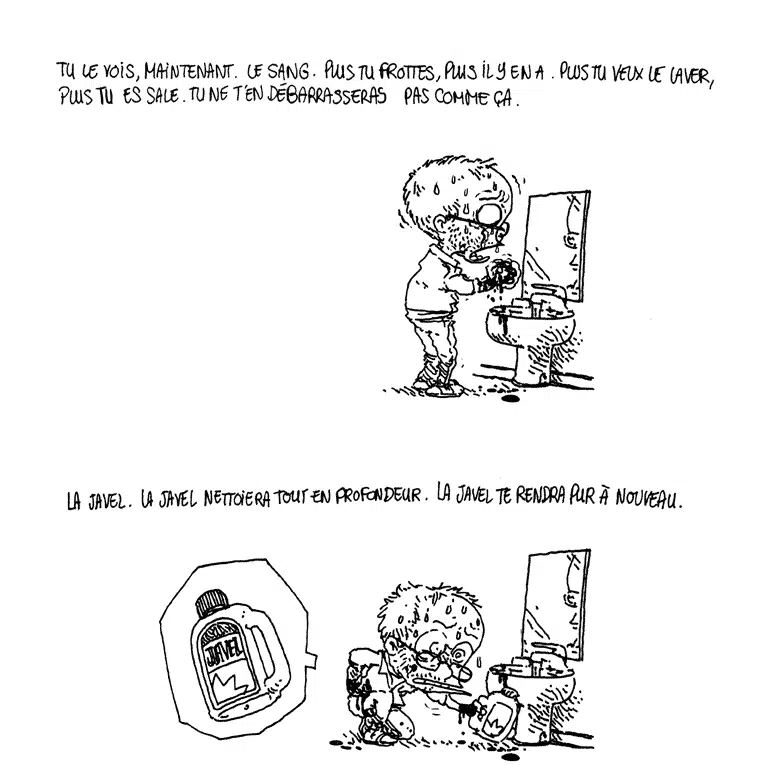 TU LE VOIS, MAINTENANT. LE SANG. PLUS TU FROTTES, PLUS IL Y EN A. PLUS TU VEUX LE LAVER,
PLUS TU ES SALE. TU NE T'EN DÉBARRASSERAS PAS COMME ÇA.
LA JAVEL. LA JAVEL NETTOIERA TOUT EN PROFONDEUR. LA JAVEL TE RENDRA PUR À NOUVEAU.
JAVEL